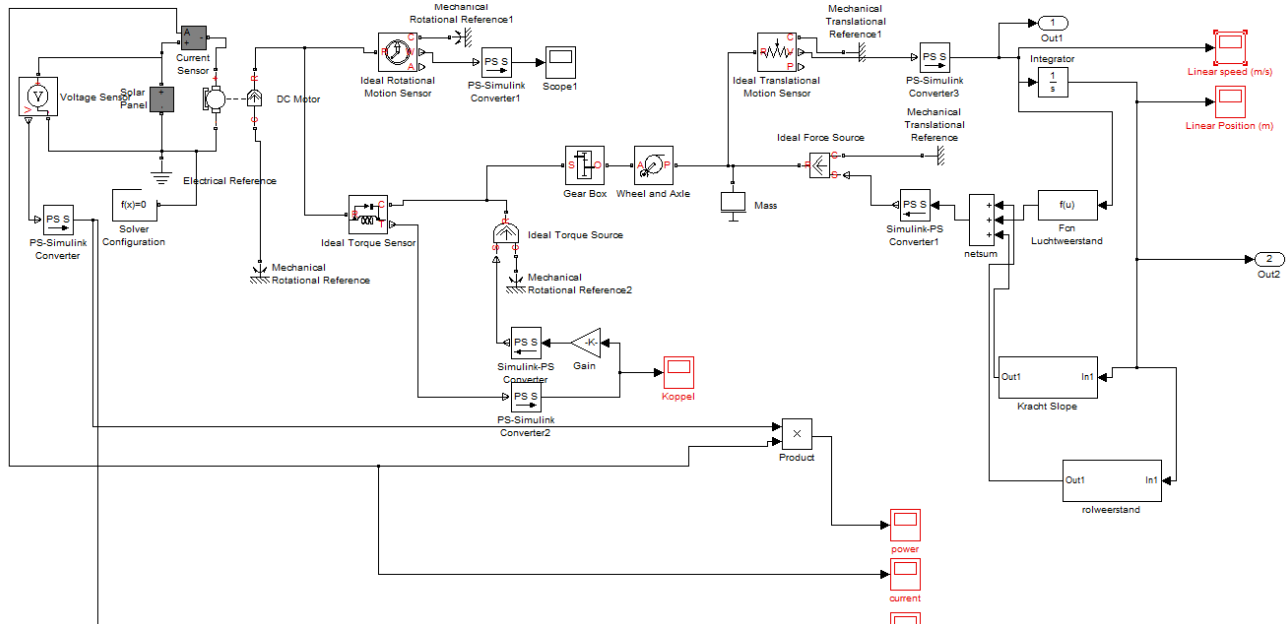 Mechanical
Rotational Reference1
Mechanical
Translational
Reference1
1
Out1
A
+
-
Current
Sensor
C
R
W
A
PS S
Ideal Rotational
Motion Sensor
PS-Simulink
Converter1
Scope1
C
R
V
P
Ideal Translational
Motion Sensor
PS S
PS-Simulink
Converter3
Integrator
1
s
Linear speed (m/s)
Linear Position (m)
V
+
-
Voltage Sensor
Solar
Panel
+
-
+
-
R
C
DC Motor
Electrical Reference
f(x)=0
Solver
Configuration
PS S
PS-Simulink
Converter
Mechanical
Rotational Reference
R
C
T
Ideal Torque Sensor
S
O
Gear Box
A
P
Wheel and Axle
Mass
Ideal Force Source
R
C
S
Mechanical
Translational
Reference
PS S
Simulink-PS
Converter1
+
+
+
netsum
f(u)
Fcn
Luchtweerstand
R
S
C
Ideal Torque Source
Mechanical
Rotational Reference2
2
Out2
PS S
Simulink-PS
Converter
-K-
Gain
PS S
PS-Simulink
Converter2
Koppel
Out1
In1
Kracht Slope
×
Product
Out1
In1
rolweerstand
power
current